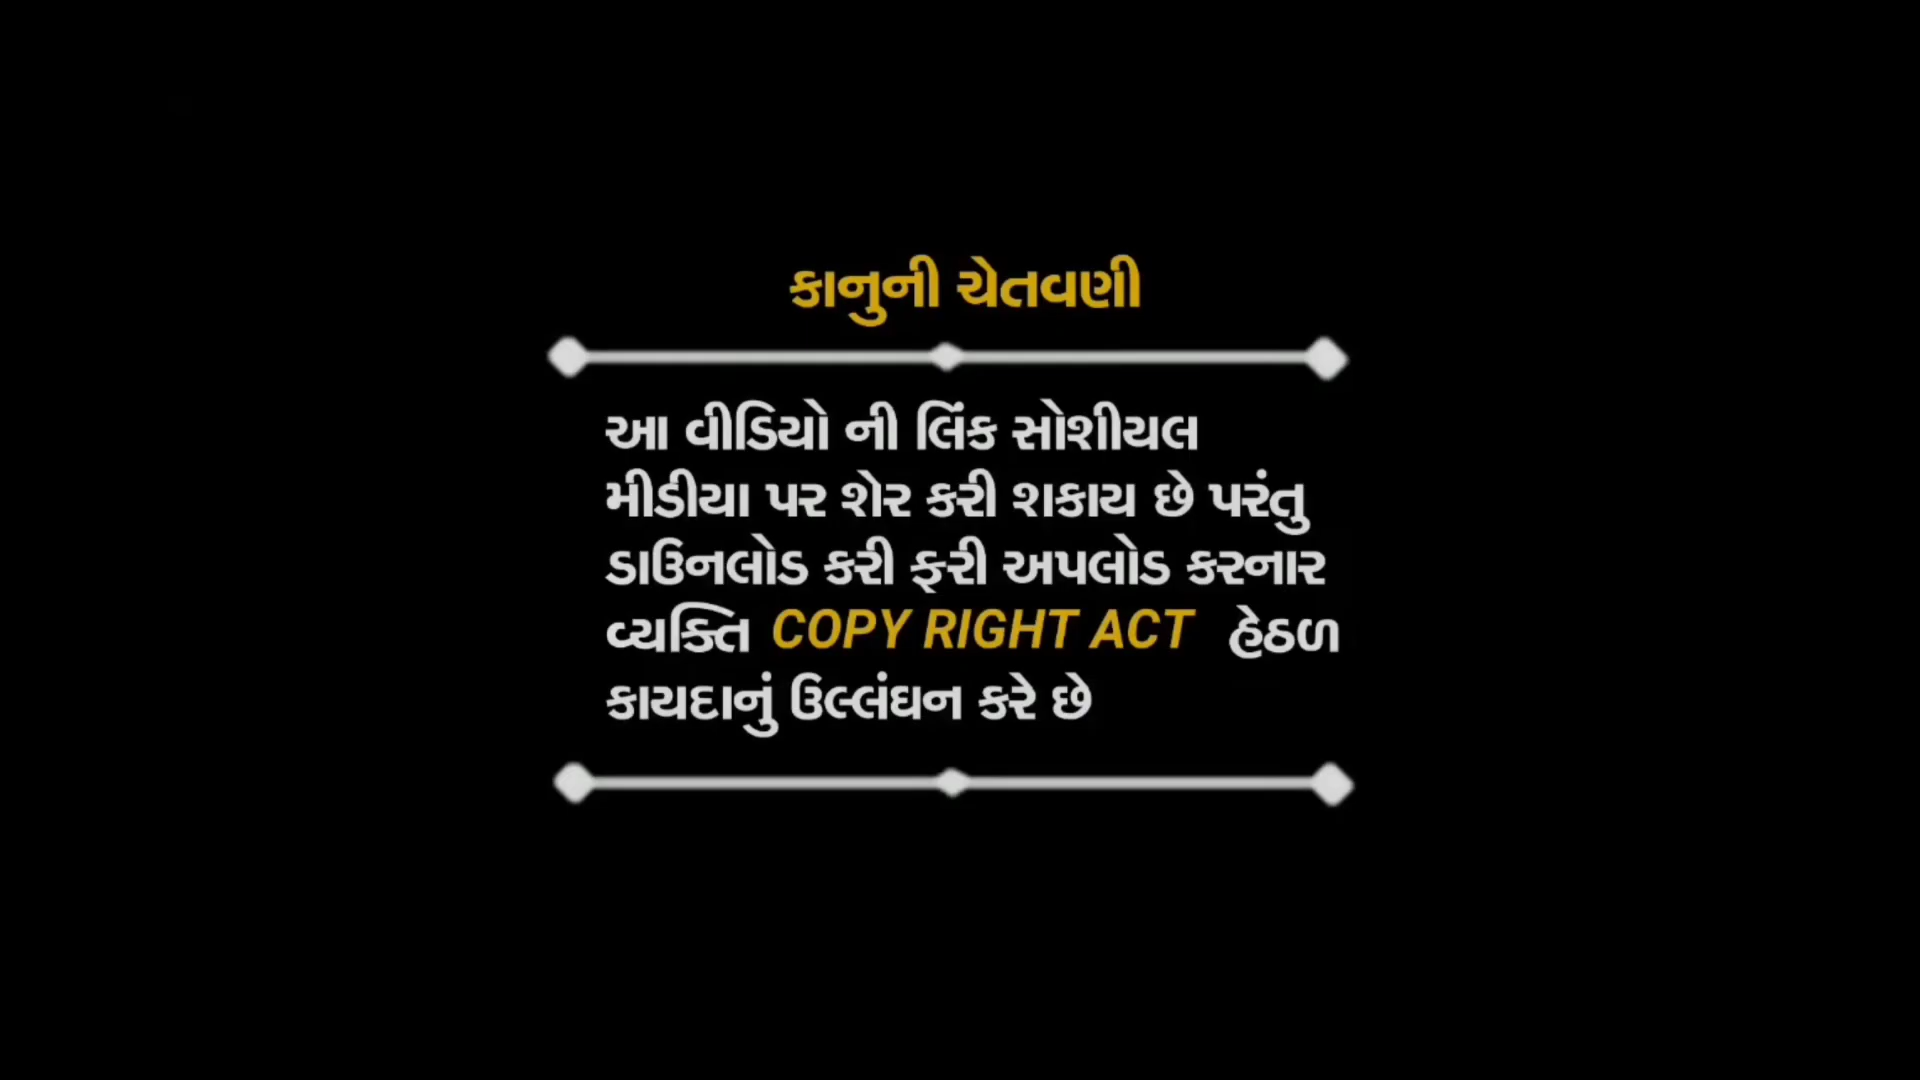 કાનુની ચેતવણી
આ વીડિયો ની લિંક સોશીયલ
મીડીયા પર શેર કરી શકાય છે પરંતુ
ડાઉનલોડ કરી ફરી અપલોડ કરનાર
વ્યક્તિ COPY RIGHT ACT હેઠળ
કાયદાનું ઉલ્લંઘન કરે છે